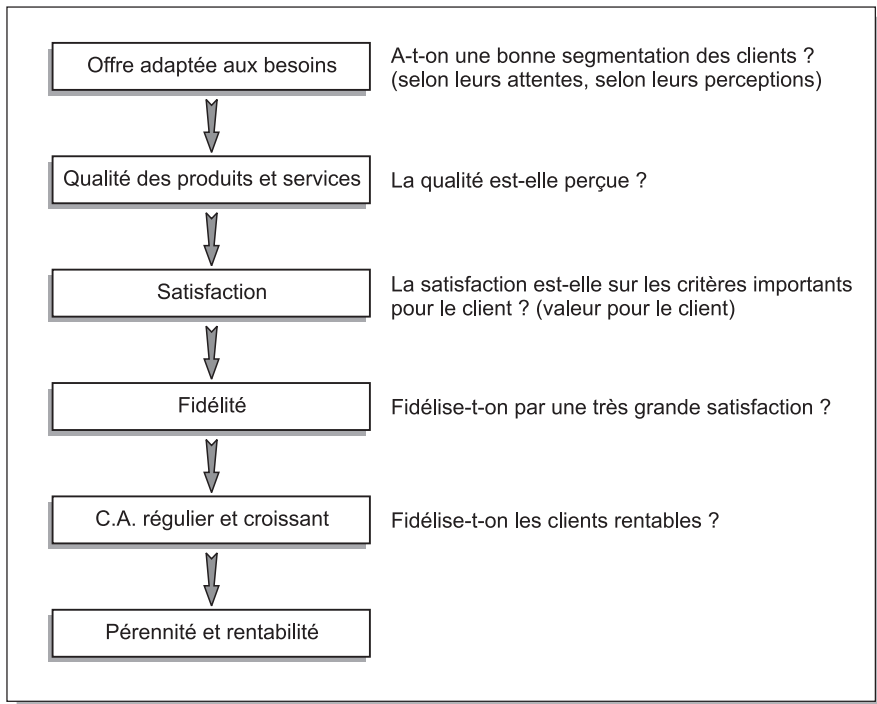 Offre adaptée aux besoins
A-t-on une bonne segmentation des clients ?
(selon leurs attentes, selon leurs perceptions)
Qualité des produits et services
La qualité est-elle perçue ?
Satisfaction
La satisfaction est-elle sur les critères importants
pour le client ? (valeur pour le client)
Fidélité
Fidélise-t-on par une très grande satisfaction ?
C.A. régulier et croissant
Fidélise-t-on les clients rentables ?
Pérennité et rentabilité